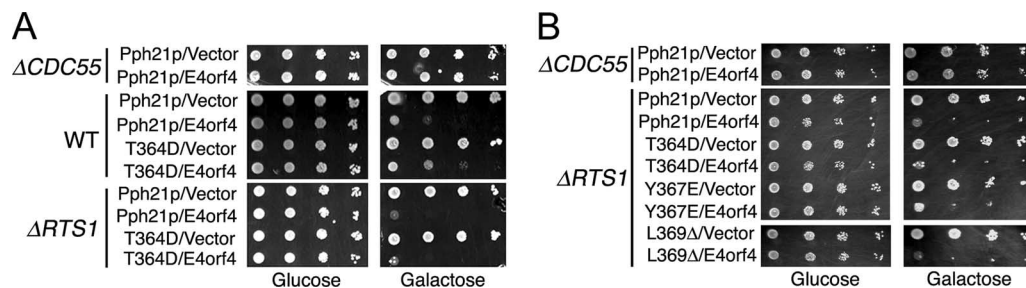 A
ΔCDC55
Pph21p/Vector
Pph21p/E4orf4
WT
Pph21p/Vector
Pph21p/E4orf4
T364D/Vector
T364D/E4orf4
ΔRTS1
Pph21p/Vector
Pph21p/E4orf4
T364D/Vector
T364D/E4orf4
Glucose
Galactose
B
ΔCDC55
Pph21p/Vector
Pph21p/E4orf4
ΔRTS1
Pph21p/Vector
Pph21p/E4orf4
T364D/Vector
T364D/E4orf4
Y367E/Vector
Y367E/E4orf4
L369Δ/Vector
L369Δ/E4orf4
Glucose
Galactose